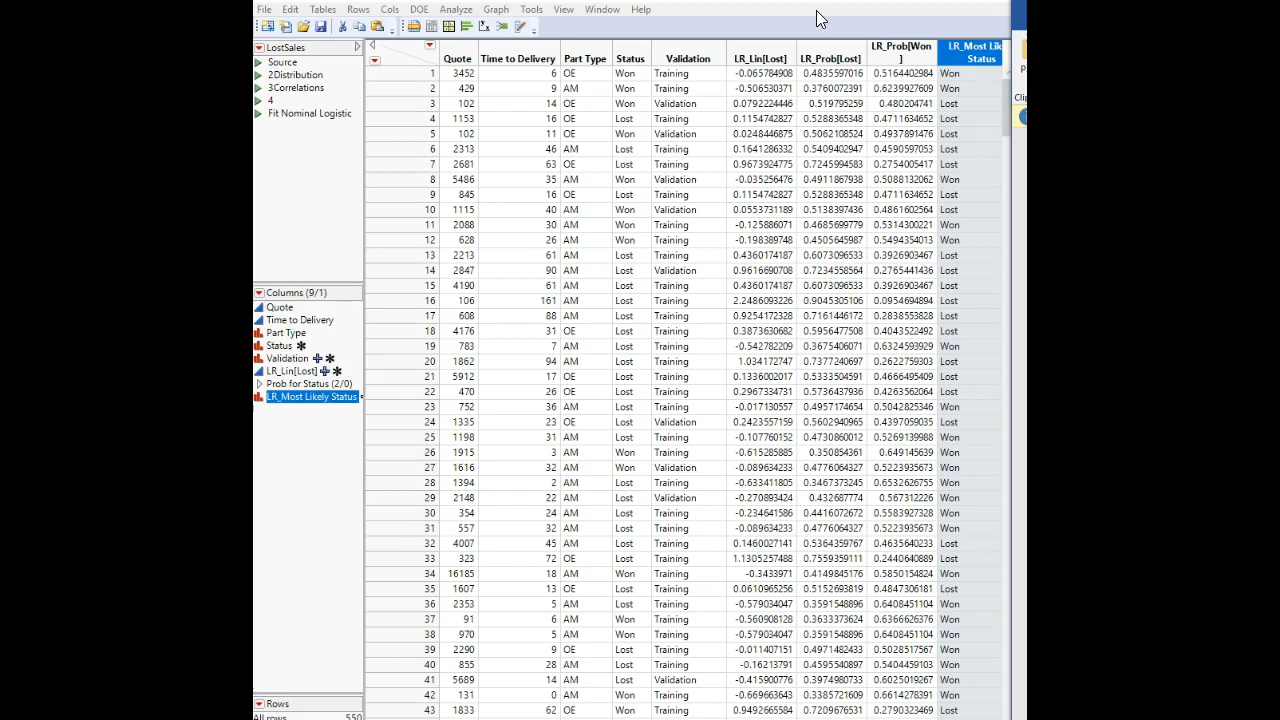 File Edit Tables Rows Cols DOE Analyze Graph Tools View Window Help
LostSales
Source
2Distribution
3Correlations
4
Fit Nominal Logistic
Columns (9/1)
Quote
Time to Delivery
Part Type
Status
Validation
LR_Lin[Lost]
Prob for Status (2/0)
LR_Most Likely Status
Rows
All rows 550
Quote Time to Delivery Part Type Status Validation LR_Lin[Lost] LR_Prob[Lost] LR_Prob[Won] LR_Most Lik Status
1 3452 6 OE Won Training -0.065784908 0.4835597016 0.5164402984 Won
2 429 9 AM Won Training -0.506530371 0.3760072391 0.6239927609 Won
3 102 14 OE Won Validation 0.0792224446 0.519795259 0.480204741 Lost
4 1153 16 OE Lost Training 0.1154742827 0.5288365348 0.4711634652 Lost
5 102 11 OE Won Validation 0.0248446875 0.5062108524 0.4937891476 Lost
6 2313 46 AM Lost Training 0.1641286332 0.5409402947 0.4590597053 Lost
7 2681 63 OE Lost Training 0.9673924775 0.7245994583 0.2754005417 Lost
8 5486 35 AM Won Validation -0.035256476 0.4911867938 0.5088132062 Won
9 845 16 OE Lost Training 0.1154742827 0.5288365348 0.4711634652 Lost
10 1115 40 AM Won Validation 0.0553731189 0.5138397436 0.4861602564 Lost
11 2088 30 AM Won Training -0.125886071 0.4685699779 0.5314300221 Won
12 628 26 AM Won Training -0.198389748 0.4505645987 0.5494354013 Won
13 2213 61 AM Lost Training 0.4360174187 0.6073096533 0.3926903467 Lost
14 2847 90 AM Lost Validation 0.9616690708 0.7234558564 0.2765441436 Lost
15 4190 61 AM Lost Training 0.4360174187 0.6073096533 0.3926903467 Lost
16 106 161 AM Lost Training 2.2486093226 0.9045305106 0.0954694894 Lost
17 608 88 AM Lost Training 0.9254172328 0.7161446172 0.2838553828 Lost
18 4176 31 OE Lost Training 0.3873630682 0.5956477508 0.4043522492 Lost
19 783 7 AM Won Training -0.542782209 0.3675406071 0.6324593929 Won
20 1862 94 AM Lost Training 1.034172747 0.7377240697 0.2622759303 Lost
21 5912 17 OE Lost Training 0.1336002017 0.5333504591 0.4666495409 Lost
22 470 26 OE Lost Training 0.2967334731 0.5736437936 0.4263562064 Lost
23 752 36 AM Lost Training -0.017130557 0.4957174654 0.5042825346 Won
24 1335 23 OE Lost Validation 0.2423557159 0.5602940965 0.4397059035 Lost
25 1198 31 AM Lost Training -0.107760152 0.4730860012 0.5269139988 Won
26 1915 3 AM Won Training -0.615285885 0.350854361 0.649145639 Won
27 1616 32 AM Won Validation -0.089634233 0.4776064327 0.5223935673 Won
28 1394 2 AM Lost Training -0.633411805 0.3467373245 0.6532626755 Won
29 2148 22 AM Lost Validation -0.270893424 0.432687774 0.567312226 Won
30 354 24 AM Lost Training -0.234641586 0.4416072672 0.5583927328 Won
31 557 32 AM Lost Training -0.089634233 0.4776064327 0.5223935673 Won
32 4007 45 AM Lost Training 0.1460027141 0.5364359767 0.4635640233 Lost
33 323 72 OE Lost Training 1.1305257488 0.7559359111 0.2440640889 Lost
34 16185 18 AM Won Training -0.3433971 0.4149845176 0.5850154824 Won
35 1607 13 OE Lost Training 0.0610965256 0.5152693819 0.4847306181 Lost
36 2353 5 AM Lost Training -0.579034047 0.3591548896 0.6408451104 Won
37 91 6 AM Won Training -0.560908128 0.3633373624 0.6366626376 Won
38 970 5 AM Won Training -0.579034047 0.3591548896 0.6408451104 Won
39 2290 9 OE Lost Training -0.011407151 0.4971482433 0.5028517567 Won
40 855 28 AM Lost Training -0.16213791 0.4595540897 0.5404459103 Won
41 5689 14 AM Lost Validation -0.415900776 0.3974980733 0.6025019267 Won
42 131 0 AM Won Training -0.669663643 0.3385721609 0.6614278391 Won
43 1833 62 OE Won Training 0.9492665584 0.7209676531 0.2790323469 Lost